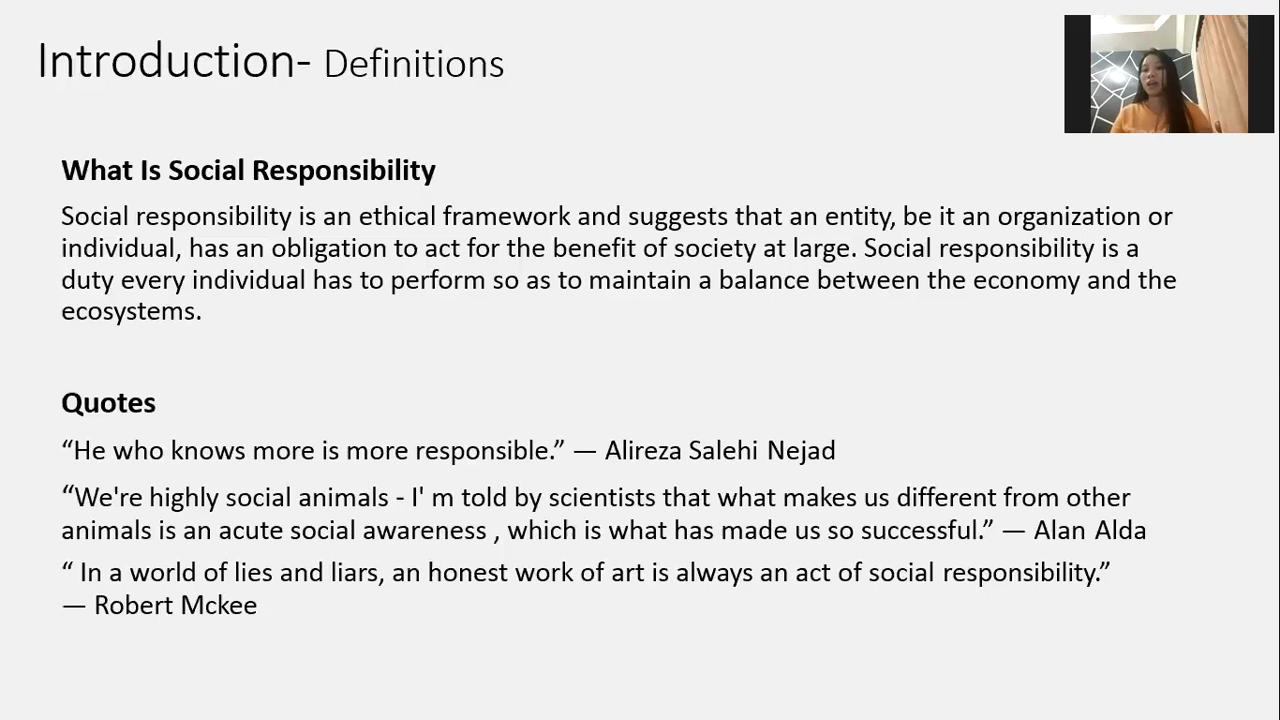 Introduction- Definitions
What Is Social Responsibility
Social responsibility is an ethical framework and suggests that an entity, be it an organization or
individual, has an obligation to act for the benefit of society at large. Social responsibility is a
duty every individual has to perform so as to maintain a balance between the economy and the
ecosystems.
Quotes
“He who knows more is more responsible.” — Alireza Salehi Nejad
“We're highly social animals - I' m told by scientists that what makes us different from other
animals is an acute social awareness , which is what has made us so successful.” — Alan Alda
“ In a world of lies and liars, an honest work of art is always an act of social responsibility.”
— Robert Mckee